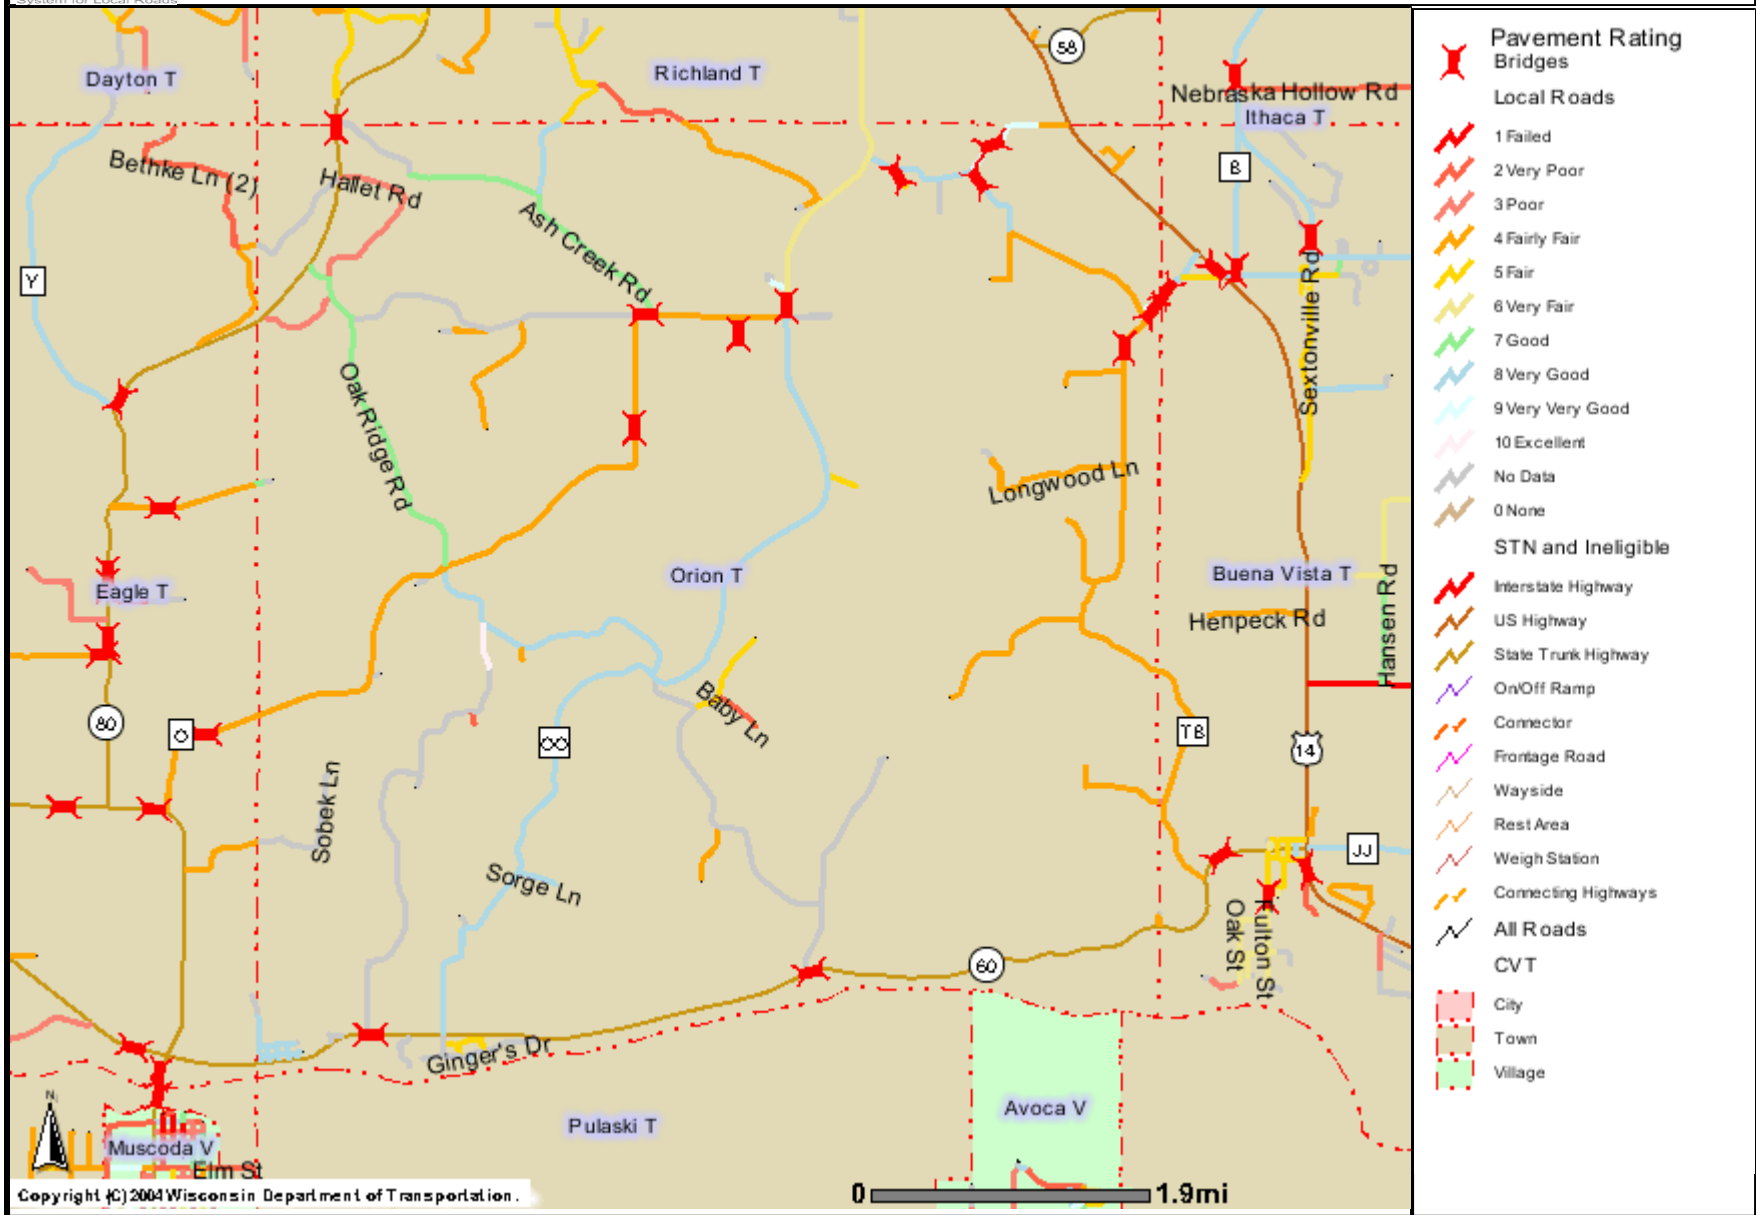 System for Local Roads
58
Richland T
Dayton T
Nebraska Hollow Rd
Ithaca T
Bethke Ln (2)
Hallet Rd
B
Ash Creek Rd
Y
Sextonville Rd
Oak Ridge Rd
Longwood Ln
Orion T
Buena Vista T
Eagle T
Henpeck Rd
Hansen Rd
Baby Ln
80
O
TB
14
Sobek Ln
JJ
Sorge Ln
Oak St
Fulton St
60
Ginger's Dr
N
Avoca V
Pulaski T
Muscoda V
Elm St
Copyright (C) 2004 Wisconsin Department of Transportation.
0 1.9mi
Pavement Rating
Bridges
Local Roads
1 Failed
2 Very Poor
3 Poor
4 Fairly Fair
5 Fair
6 Very Fair
7 Good
8 Very Good
9 Very Very Good
10 Excellent
No Data
0 None
STN and Ineligible
Interstate Highway
US Highway
State Trunk Highway
On/Off Ramp
Connector
Frontage Road
Wayside
Rest Area
Weigh Station
Connecting Highways
All Roads
CVT
City
Town
Village